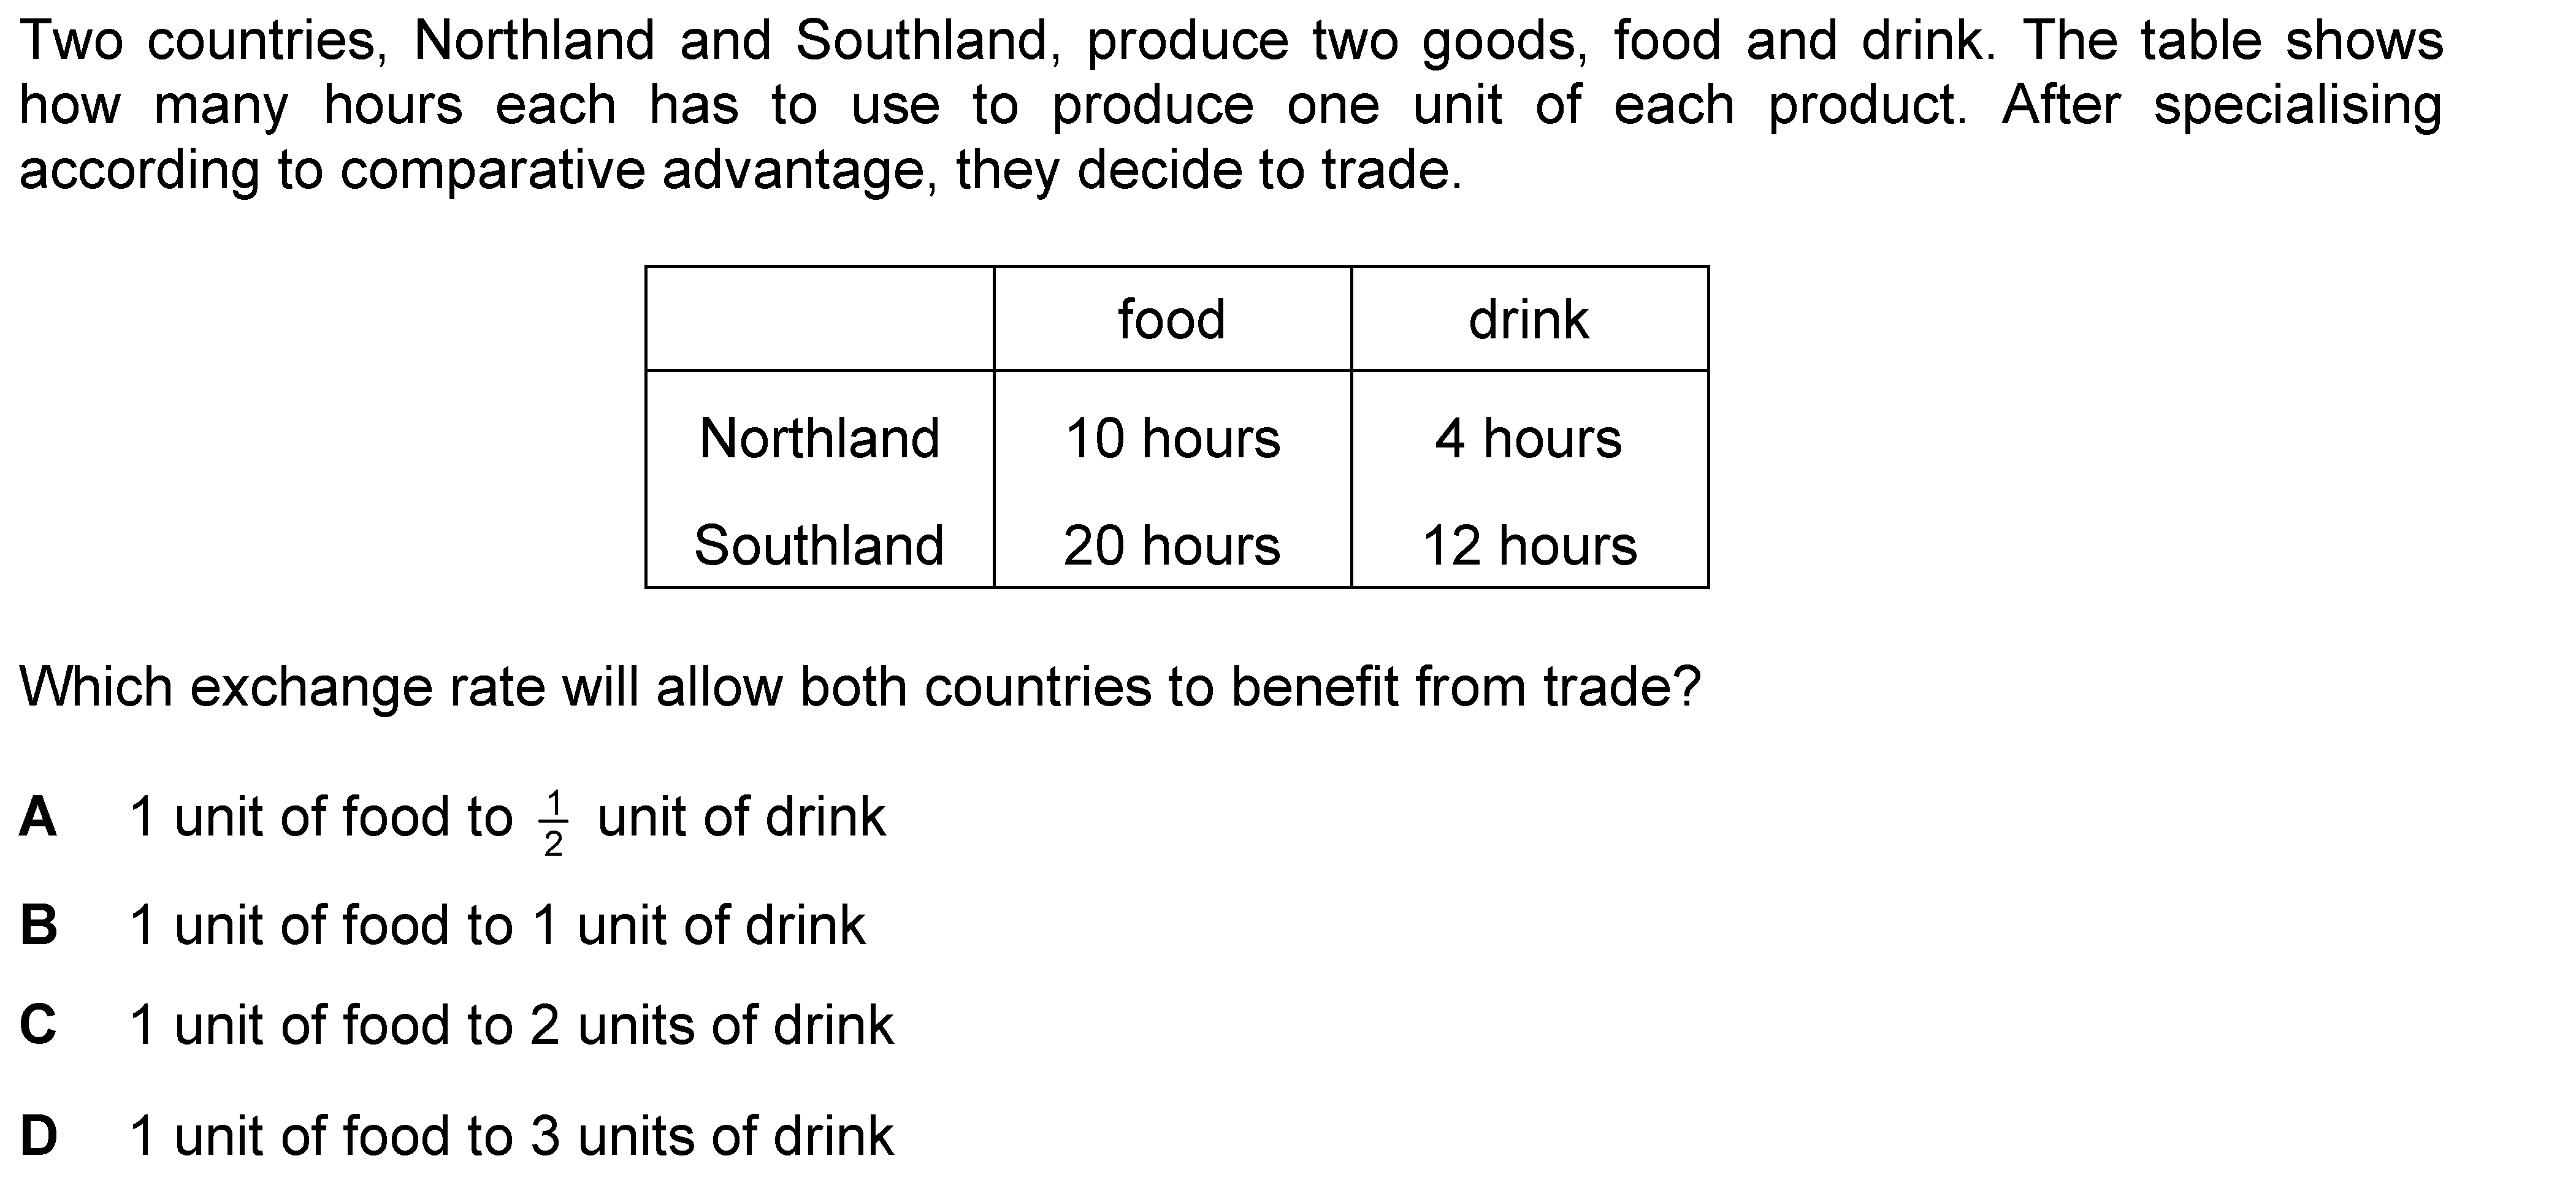 Two countries, Northland and Southland, produce two goods, food and drink. The table shows
how many hours each has to use to produce one unit of each product. After specialising
according to comparative advantage, they decide to trade.
food drink
Northland 10 hours 4 hours
Southland 20 hours 12 hours
Which exchange rate will allow both countries to benefit from trade?
A 1 unit of food to 1/2 unit of drink
B 1 unit of food to 1 unit of drink
C 1 unit of food to 2 units of drink
D 1 unit of food to 3 units of drink